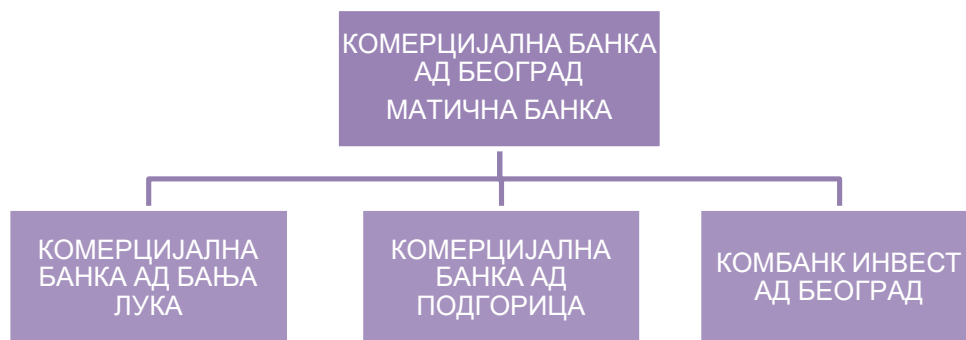 КОМЕРЦИЈАЛНА БАНКА
АД БЕОГРАД
МАТИЧНА БАНКА
КОМЕРЦИЈАЛНА
БАНКА АД БАЊА
ЛУКА
КОМЕРЦИЈАЛНА
БАНКА АД
ПОДГОРИЦА
КОМБАНК ИНВЕСТ
АД БЕОГРАД